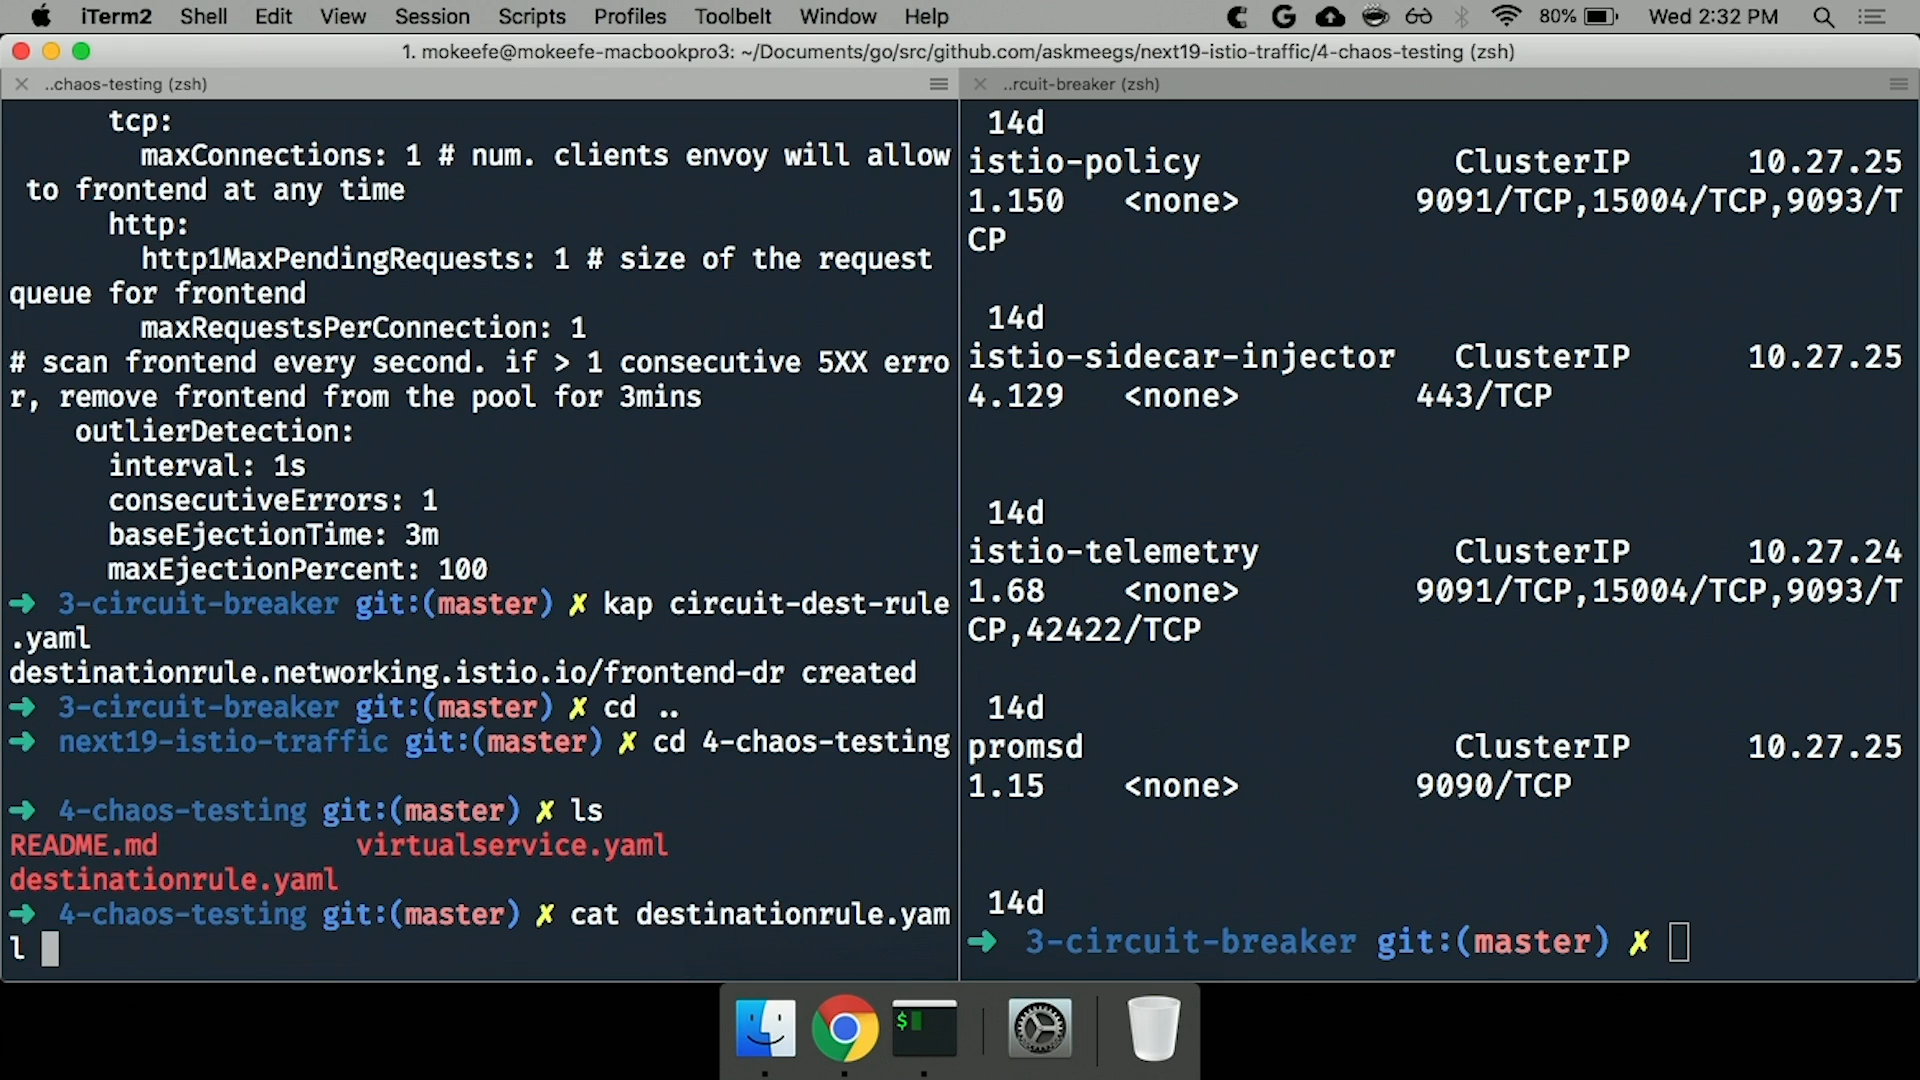 iTerm2 Shell Edit View Session Scripts Profiles Toolbelt Window Help 80% Wed 2:32 PM
1. mokeefe@mokeefe-macbookpro3: ~/Documents/go/src/github.com/askmeegs/next19-istio-traffic/4-chaos-testing (zsh)
..chaos-testing (zsh)
tcp:
maxConnections: 1 # num. clients envoy will allow
to frontend at any time
http:
http1MaxPendingRequests: 1 # size of the request
queue for frontend
maxRequestsPerConnection: 1
# scan frontend every second. if > 1 consecutive 5XX erro
r, remove frontend from the pool for 3mins
outlierDetection:
interval: 1s
consecutiveErrors: 1
baseEjectionTime: 3m
maxEjectionPercent: 100
➜ 3-circuit-breaker git:(master) ✗ kap circuit-dest-rule
.yaml
destinationrule.networking.istio.io/frontend-dr created
➜ 3-circuit-breaker git:(master) ✗ cd ..
➜ next19-istio-traffic git:(master) ✗ cd 4-chaos-testing
➜ 4-chaos-testing git:(master) ✗ ls
README.md virtualservice.yaml
destinationrule.yaml
➜ 4-chaos-testing git:(master) ✗ cat destinationrule.yam
l
..rcuit-breaker (zsh)
14d
istio-policy ClusterIP 10.27.25
1.150 <none> 9091/TCP,15004/TCP,9093/T
CP
14d
istio-sidecar-injector ClusterIP 10.27.25
4.129 <none> 443/TCP
14d
istio-telemetry ClusterIP 10.27.24
1.68 <none> 9091/TCP,15004/TCP,9093/T
CP,42422/TCP
14d
promsd ClusterIP 10.27.25
1.15 <none> 9090/TCP
14d
➜ 3-circuit-breaker git:(master) ✗